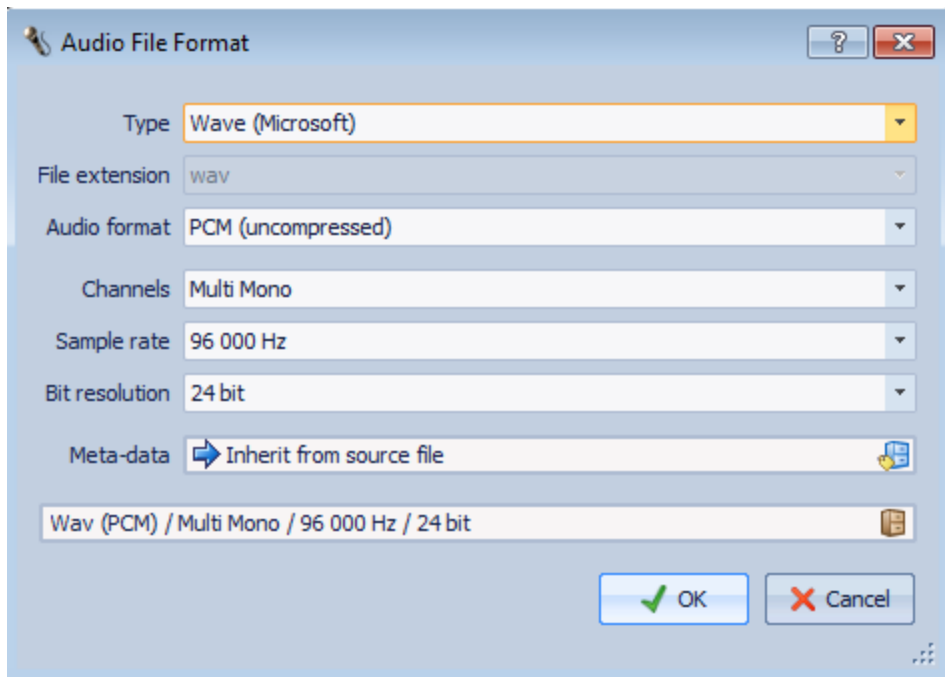 Audio File Format
?
Type Wave (Microsoft)
File extension wav
Audio format PCM (uncompressed)
Channels Multi Mono
Sample rate 96 000 Hz
Bit resolution 24 bit
Meta-data Inherit from source file
Wav (PCM) / Multi Mono / 96 000 Hz / 24 bit
OK Cancel